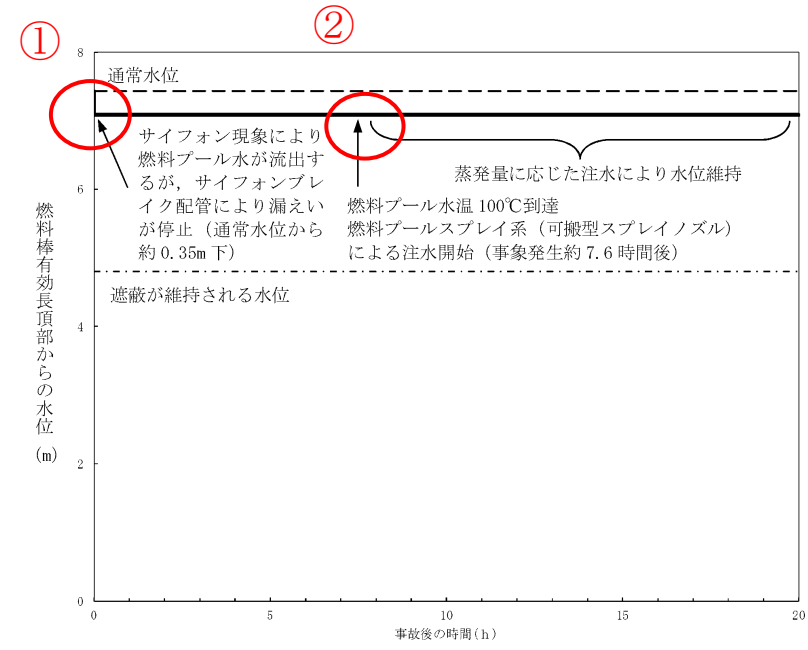 ①
②
8
通常水位
サイフォン現象により
燃料プール水が流出す
るが，サイフォンブレ
イク配管により漏えい
が停止（通常水位から
約0.35m下）
蒸発量に応じた注水により水位維持
燃料プール水温100℃到達
燃料プールスプレイ系（可搬型スプレイノズル）
による注水開始（事象発生約7.6時間後）
6
遮蔽が維持される水位
4
2
0
燃料棒有効長頂部からの水位(m)
0
5
10
15
20
事故後の時間(h)